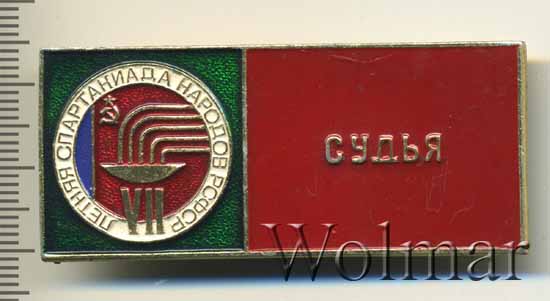 ЛЕТНЯЯ СПАРТАКИАДА НАРОДОВ РСФСР
VII
СУДЬЯ
Wolmar